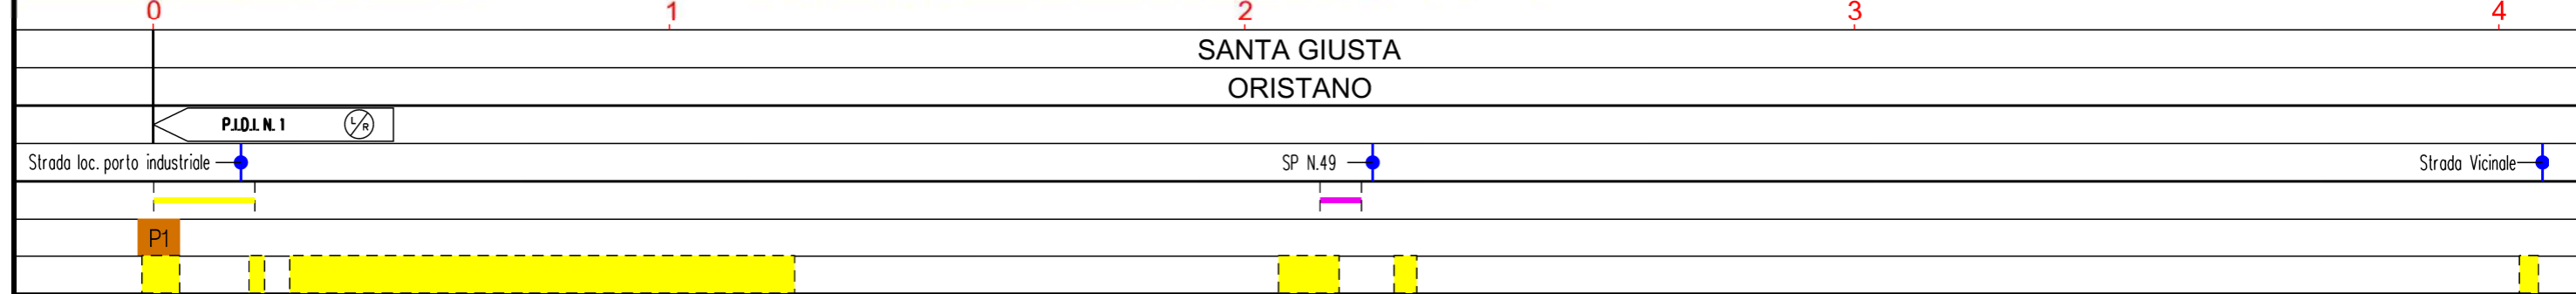 0 1 2 3 4
SANTA GIUSTA
ORISTANO
P.I.D.I. N. 1 L/R
Strada loc. porto industriale SP N.49 Strada Vicinale
P1